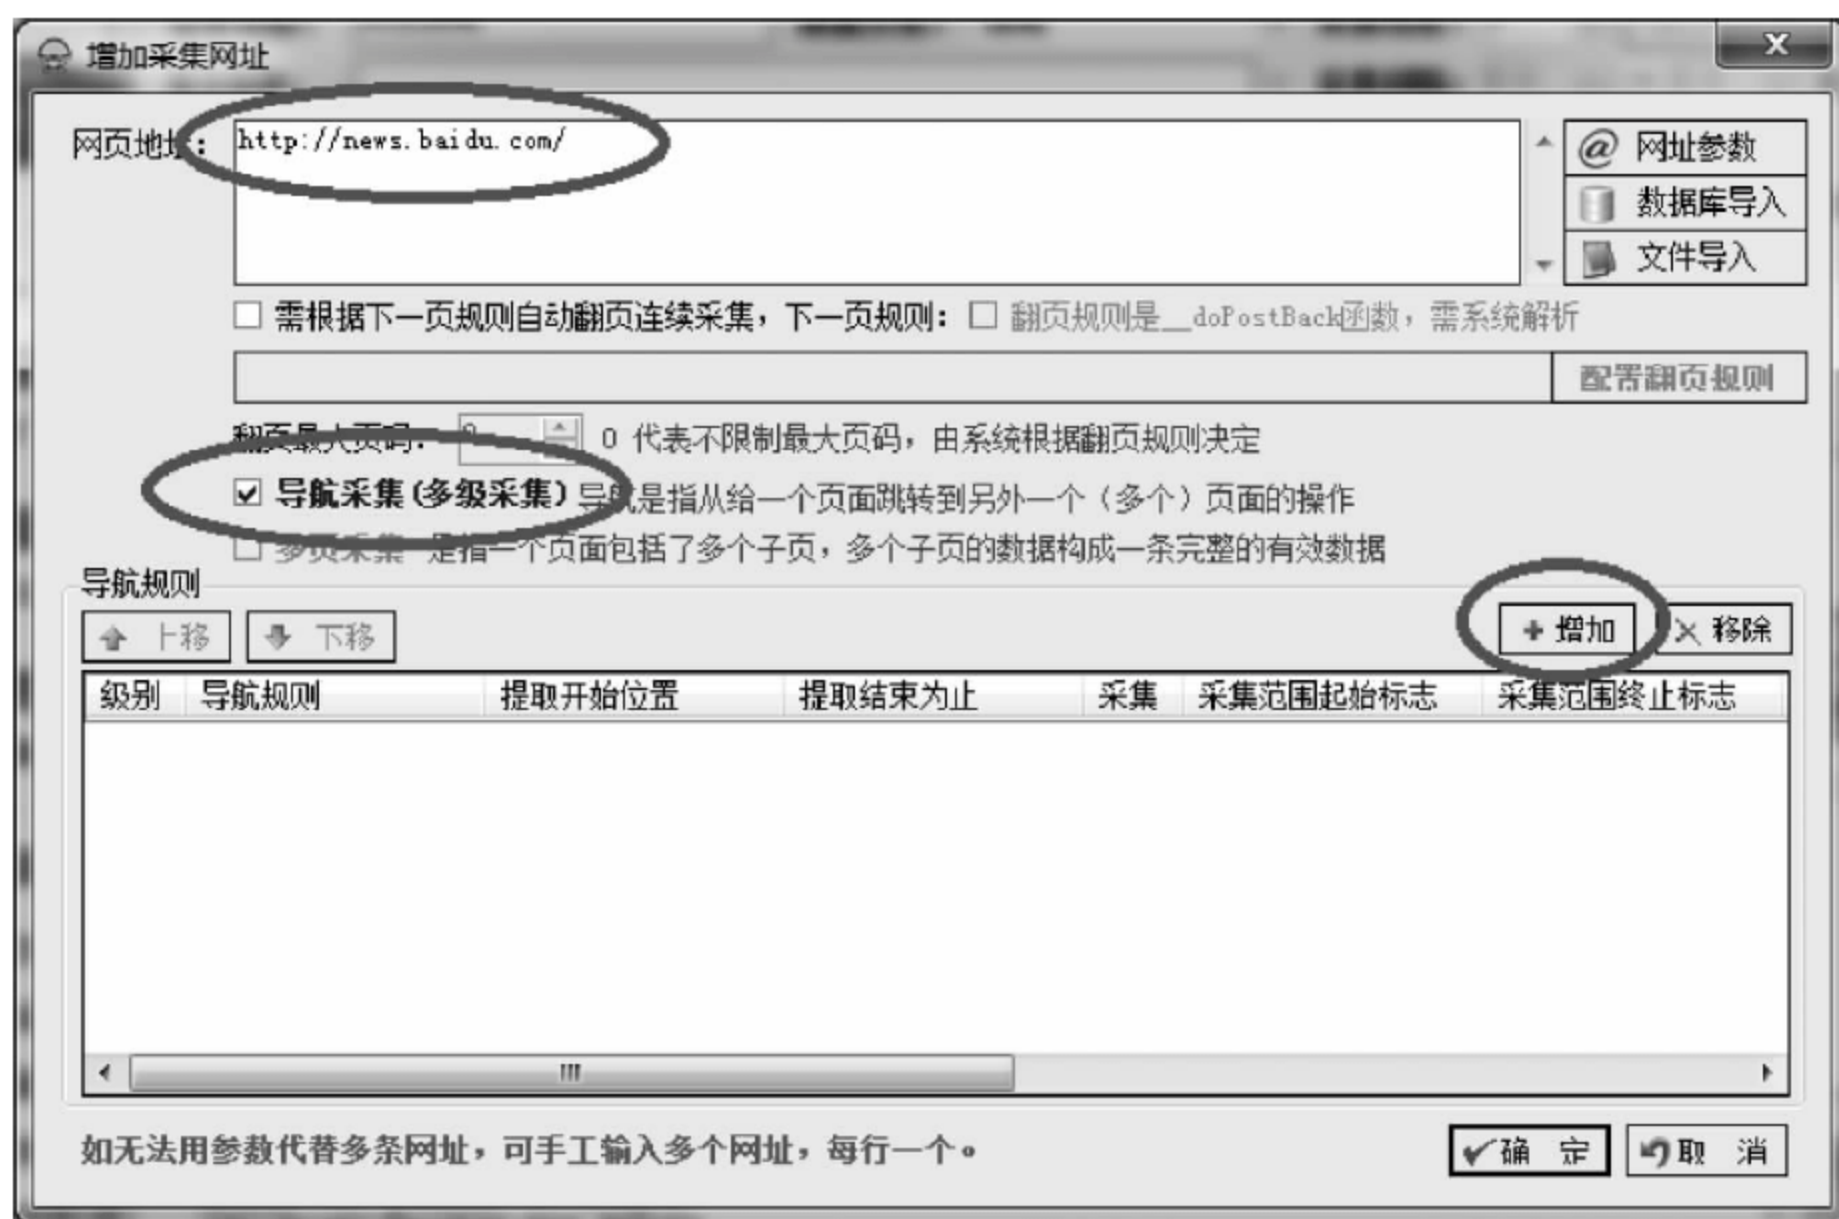 增加采集网址
网页地址： http://news.baidu.com/
@ 网址参数
数据库导入
文件导入
需根据下一页规则自动翻页连续采集，下一页规则： 翻页规则是__doPostBack函数，需系统解析
配置翻页规则
翻页最大页码： 0 代表不限制最大页码，由系统根据翻页规则决定
导航采集(多级采集) 导航是指从给一个页面跳转到另外一个（多个）页面的操作
多页采集 是指一个页面包括了多个子页，多个子页的数据构成一条完整的有效数据
导航规则
上移 下移 + 增加 × 移除
级别 导航规则 提取开始位置 提取结束为止 采集 采集范围起始标志 采集范围终止标志
如无法用参数代替多条网址，可手工输入多个网址，每行一个。
确 定 取 消